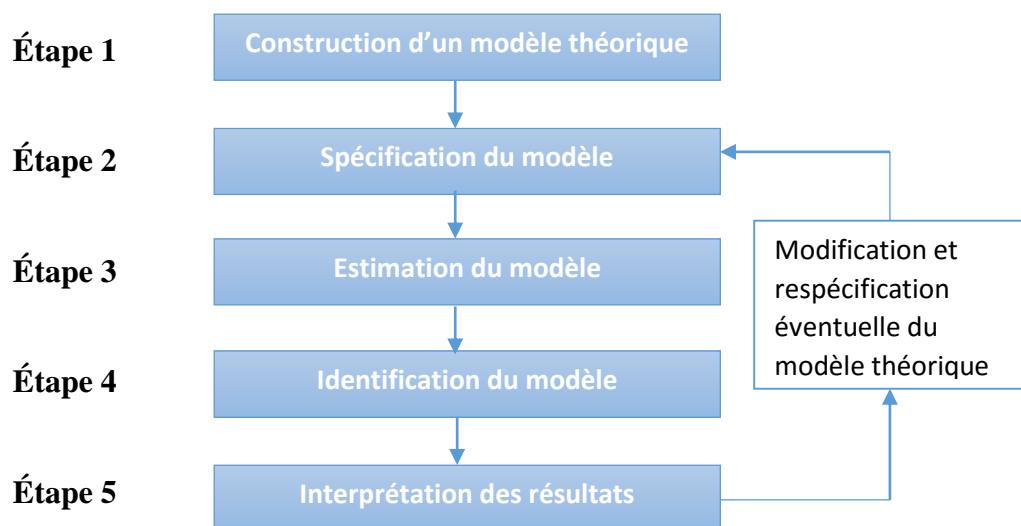 Étape 1
Construction d’un modèle théorique
Étape 2
Spécification du modèle
Étape 3
Estimation du modèle
Étape 4
Identification du modèle
Étape 5
Interprétation des résultats
Modification et
respécification
éventuelle du
modèle théorique